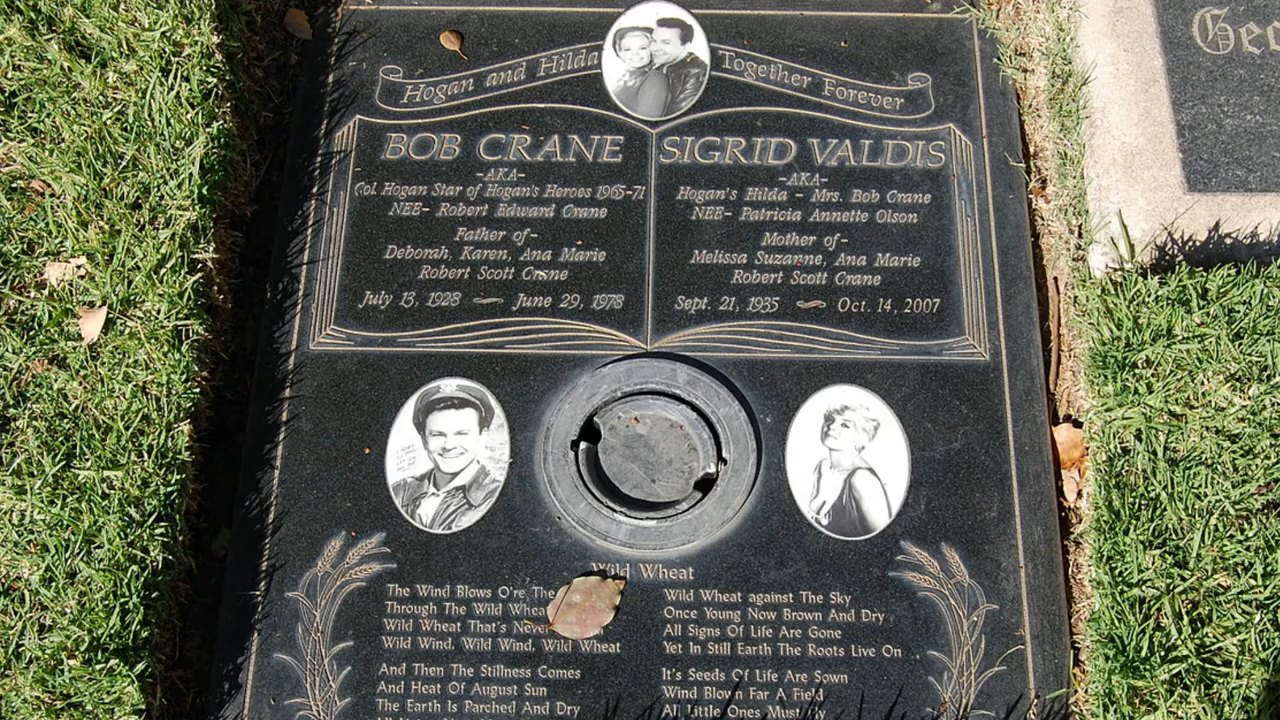 Hogan and Hilda
Together Forever
BOB CRANE
-AKA-
Col. Hogan Star of Hogan's Heroes 1965-71
NEE- Robert Edward Crane
Father of-
Deborah, Karen, Ana Marie
Robert Scott Crane
July 13, 1928 June 29, 1978
SIGRID VALDIS
-AKA-
Hogan's Hilda - Mrs. Bob Crane
NEE- Patricia Annette Olson
Mother of-
Melissa Suzanne, Ana Marie
Robert Scott Crane
Sept. 21, 1935 Oct. 14, 2007
Wild Wheat
The Wind Blows O're The
Through The Wild Wheat
Wild Wheat That's Never
Wild Wind, Wild Wind, Wild Wheat
And Then The Stillness Comes
And Heat Of August Sun
The Earth Is Parched And Dry
Wild Wheat against The Sky
Once Young Now Brown And Dry
All Signs Of Life Are Gone
Yet In Still Earth The Roots Live On
It's Seeds Of Life Are Sown
Wind Blown Far A Field
All Little Ones Must Fly